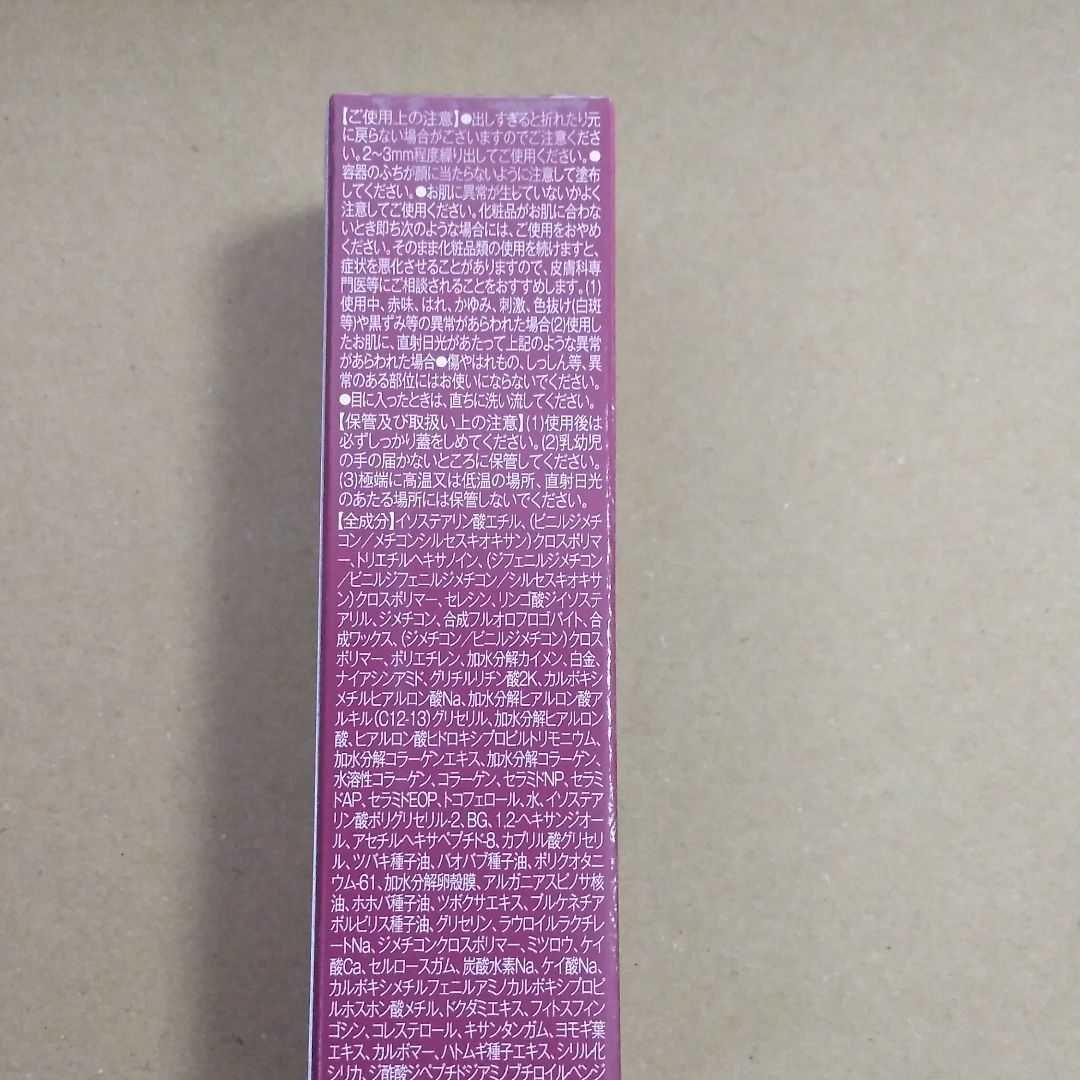 【ご使用上の注意】●出しすぎると折れたり元
に戻らない場合がございますのでご注意くださ
い。2～3mm程度繰り出してご使用ください。●
容器のふちが顔に当たらないように注意して塗布
してください。●お肌に異常が生じていないかよく
注意してご使用ください。化粧品がお肌に合わな
いとき即ち次のような場合には、ご使用をおやめ
ください。そのまま化粧品類の使用を続けますと、
症状を悪化させることがありますので、皮膚科専
門医等にご相談されることをおすすめします。(1)
使用中、赤味、はれ、かゆみ、刺激、色抜け(白斑
等)や黒ずみ等の異常があらわれた場合(2)使用し
たお肌に、直射日光があたって上記のような異常
があらわれた場合●傷やはれもの、しっしん等、異
常のある部位にはお使いにならないでください。
●目に入ったときは、直ちに洗い流してください。
【保管及び取扱い上の注意】(1)使用後は
必ずしっかり蓋をしめてください。(2)乳幼児
の手の届かないところに保管してください。
(3)極端に高温又は低温の場所、直射日光
のあたる場所には保管しないでください。
【全成分】イソステアリン酸エチル、(ビニルジメチ
コン／メチコンシルセスキオキサン)クロスポリマ
ー、トリエチルヘキサノイン、(ジフェニルジメチコン
／ビニルジフェニルジメチコン／シルセスキオキサ
ン)クロスポリマー、セレシン、リンゴ酸ジイソステ
アリル、ジメチコン、合成フルオロフロゴパイト、合
成ワックス、(ジメチコン／ビニルジメチコン)クロス
ポリマー、ポリエチレン、加水分解カイメン、白金、
ナイアシンアミド、グリチルリチン酸2K、カルボキシ
メチルヒアルロン酸Na、加水分解ヒアルロン酸ア
ルキル(C12-13)グリセリル、加水分解ヒアルロン
酸、ヒアルロン酸ヒドロキシプロピルトリモニウム、
加水分解コラーゲンエキス、加水分解コラーゲン、
水溶性コラーゲン、コラーゲン、セラミドNP、セラミ
ドAP、セラミドEOP、トコフェロール、水、イソステア
リン酸ポリグリセリル-2、BG、1,2-ヘキサンジオー
ル、アセチルヘキサペプチド-8、カプリル酸グリセリ
ル、ツバキ種子油、バオバブ種子油、ポリクオタニ
ウム-61、加水分解卵殻膜、アルガニアスピノサ核
油、ホホバ種子油、ツボクサエキス、プルケネチア
ボルビリス種子油、グリセリン、ラウロイルラクチレ
ートNa、ジメチコンクロスポリマー、ミツロウ、ケイ
酸Ca、セルロースガム、炭酸水素Na、ケイ酸Na、
カルボキシメチルフェニルアミノカルボキシプロピ
ルホスホン酸メチル、ドクダミエキス、フィトスフィン
ゴシン、コレステロール、キサンタンガム、ヨモギ葉
エキス、カルボマー、ハトムギ種子エキス、シリル化
シリカ、ジ酢酸ジペプチドジアミノブチロイルベンジ